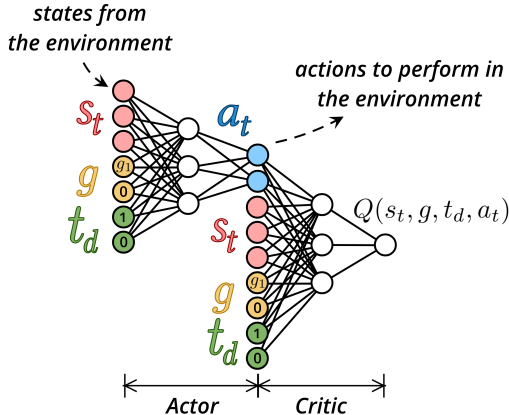 states from
the environment
actions to perform in
the environment
a_t
s_t
g
g_1
0
t_d
1
0
Q(s_t, g, t_d, a_t)
s_t
g
g_1
0
t_d
1
0
Actor
Critic